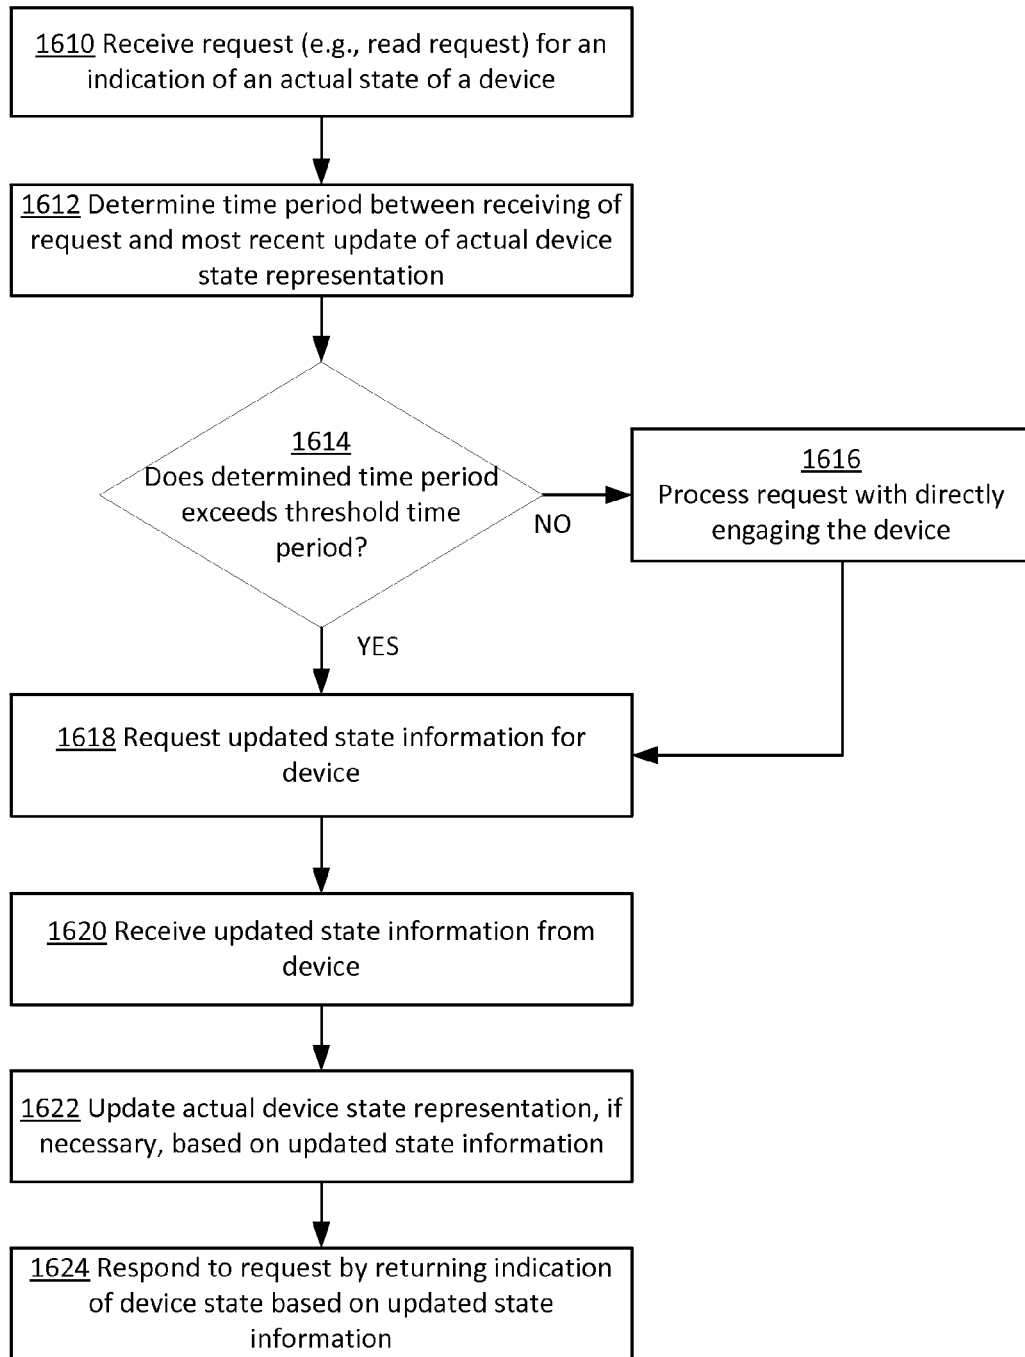 1610 Receive request (e.g., read request) for an
indication of an actual state of a device
1612 Determine time period between receiving of
request and most recent update of actual device
state representation
1614
Does determined time period
exceeds threshold time
period?
NO
1616
Process request with directly
engaging the device
YES
1618 Request updated state information for
device
1620 Receive updated state information from
device
1622 Update actual device state representation, if
necessary, based on updated state information
1624 Respond to request by returning indication
of device state based on updated state
information